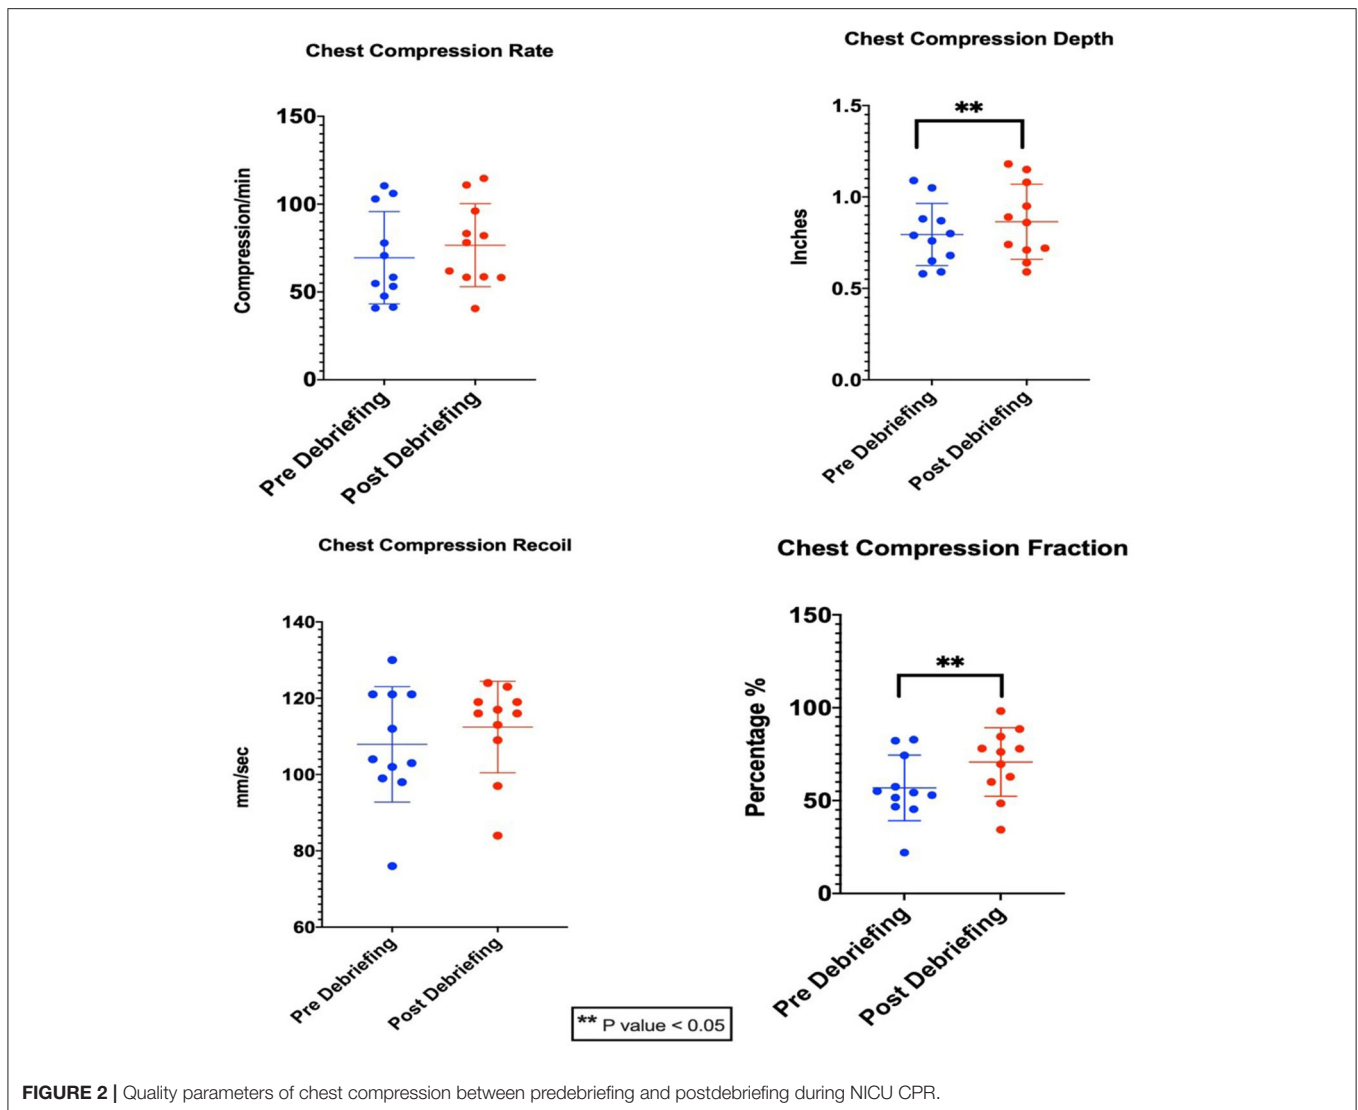 Chest Compression Rate
150
100
50
0
Compression/min
Pre Debriefing
Post Debriefing
Chest Compression Depth
1.5
1.0
0.5
0.0
Inches
**
Pre Debriefing
Post Debriefing
Chest Compression Recoil
140
120
100
80
60
mm/sec
Pre Debriefing
Post Debriefing
Chest Compression Fraction
150
100
50
0
Percentage %
**
Pre Debriefing
Post Debriefing
** P value < 0.05
FIGURE 2 | Quality parameters of chest compression between predebriefing and postdebriefing during NICU CPR.